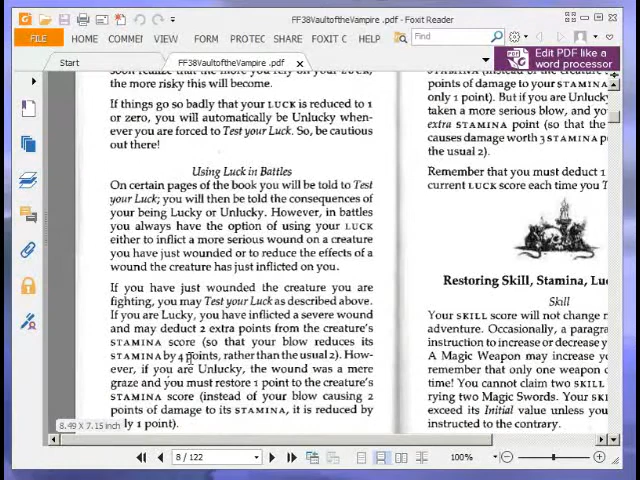 FF38VaultoftheVampire .pdf - Foxit Reader
FILE HOME COMMEI VIEW FORM PROTEC SHARE FOXIT C HELP Find
Edit PDF like a
word processor
Start FF38VaultoftheVampire .pdf
soon realize that the more you rely on your LUCK,
the more risky this will become.
If things go so badly that your LUCK is reduced to 1
or zero, you will automatically be Unlucky when-
ever you are forced to Test your Luck. So, be cautious
out there!
Using Luck in Battles
On certain pages of the book you will be told to Test
your Luck; you will then be told the consequences of
your being Lucky or Unlucky. However, in battles
you always have the option of using your LUCK
either to inflict a more serious wound on a creature
you have just wounded or to reduce the effects of a
wound the creature has just inflicted on you.
If you have just wounded the creature you are
fighting, you may Test your Luck as described above.
If you are Lucky, you have inflicted a severe wound
and may deduct 2 extra points from the creature's
STAMINA score (so that your blow reduces its
STAMINA by 4 points, rather than the usual 2). How-
ever, if you are Unlucky, the wound was a mere
graze and you must restore 1 point to the creature's
STAMINA score (instead of your blow causing 2
points of damage to its STAMINA, it is reduced by
ly 1 point).
STAMINA (instead of the creature
points of damage to your STAMINA
only 1 point). But if you are Unlucky
taken a more serious blow, and yo
extra STAMINA point (so that the
causes damage worth 3 STAMINA p
the usual 2).
Remember that you must deduct 1
current LUCK score each time you T
Restoring Skill, Stamina, Luc
Skill
Your SKILL score will not change
adventure. Occasionally, a paragra
instruction to increase or decrease y
A Magic Weapon may increase y
remember that only one weapon c
time! You cannot claim two SKILL
rying two Magic Swords. Your SKI
exceed its Initial value unless you
instructed to the contrary.
8.49 x 7.15 inch
8 / 122 100%